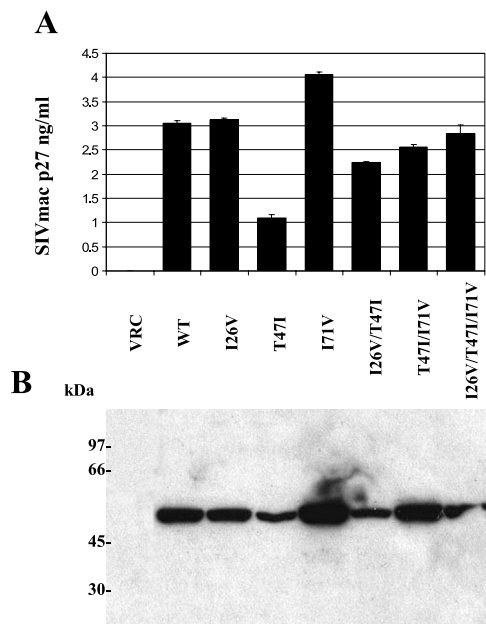 A
SIVmac p27 ng/ml
4.5
4
3.5
3
2.5
2
1.5
1
0.5
0
VRC
WT
I26V
T47I
I71V
I26V/T47I
T47I/I71V
I26V/T47I/I71V
B
kDa
97-
66-
45-
30-